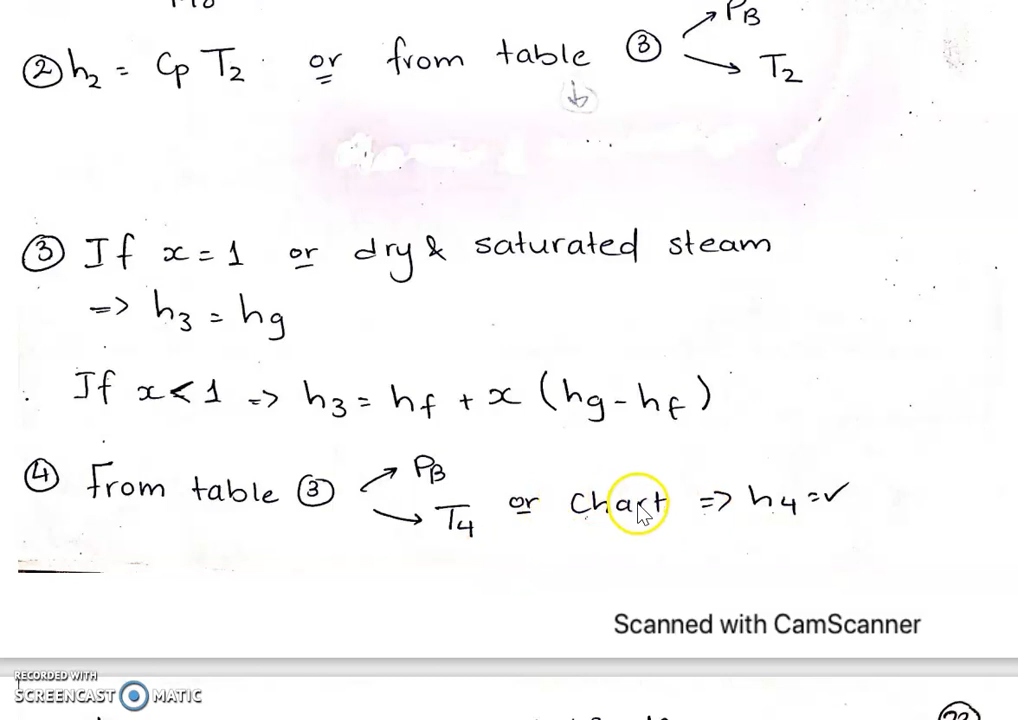 ② h2 = Cp T2 or from table ③ → PB
→ T2
③ If x = 1 or dry & saturated steam
=> h3 = hg
If x < 1 => h3 = hf + x (hg - hf)
④ From table ③ → PB
→ T4 or Chart => h4 = ✓
Scanned with CamScanner
RECORDED WITH
SCREENCAST MATIC